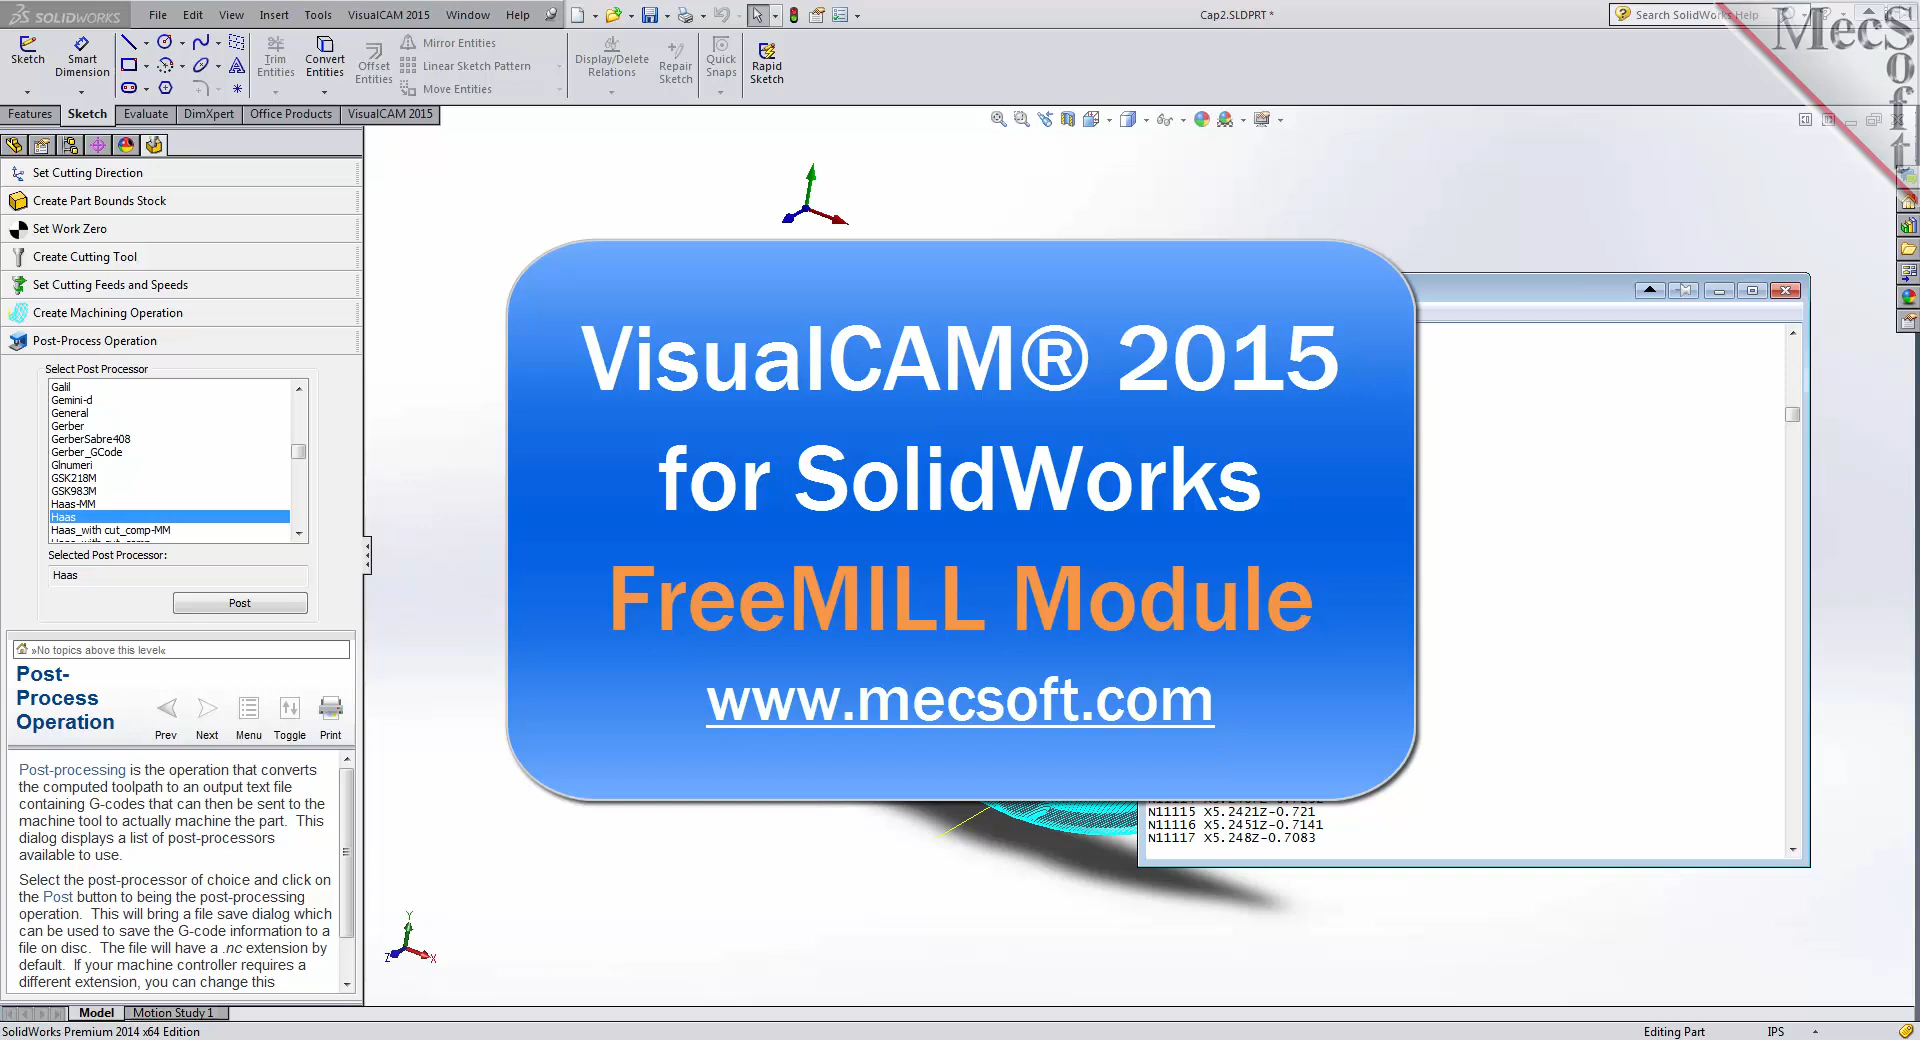 SOLIDWORKS File Edit View Insert Tools VisualCAM 2015 Window Help Cap2.SLDPRT * Search SolidWorks Help
MecSoft
Sketch Smart Dimension Trim Entities Convert Entities Offset Entities Mirror Entities Linear Sketch Pattern Move Entities Display/Delete Relations Repair Sketch Quick Snaps Rapid Sketch
Features Sketch Evaluate DimXpert Office Products VisualCAM 2015
Set Cutting Direction
Create Part Bounds Stock
Set Work Zero
Create Cutting Tool
Set Cutting Feeds and Speeds
Create Machining Operation
Post-Process Operation
Select Post Processor
Galil
Gemini-d
General
Gerber
GerberSabre408
Gerber_GCode
Glnumeri
GSK218M
GSK983M
Haas-MM
Haas
Haas_with cut_comp-MM
Selected Post Processor:
Haas
Post
»No topics above this level«
Post-
Process
Operation
Prev Next Menu Toggle Print
Post-processing is the operation that converts
the computed toolpath to an output text file
containing G-codes that can then be sent to the
machine tool to actually machine the part. This
dialog displays a list of post-processors
available to use.
Select the post-processor of choice and click on
the Post button to being the post-processing
operation. This will bring a file save dialog which
can be used to save the G-code information to a
file on disc. The file will have a .nc extension by
default. If your machine controller requires a
different extension, you can change this
VisualCAM® 2015
for SolidWorks
FreeMILL Module
www.mecsoft.com
N11115 X5.2421Z-0.721
N11116 X5.2451Z-0.7141
N11117 X5.248Z-0.7083
Y
Z X
Model Motion Study 1
SolidWorks Premium 2014 x64 Edition Editing Part IPS